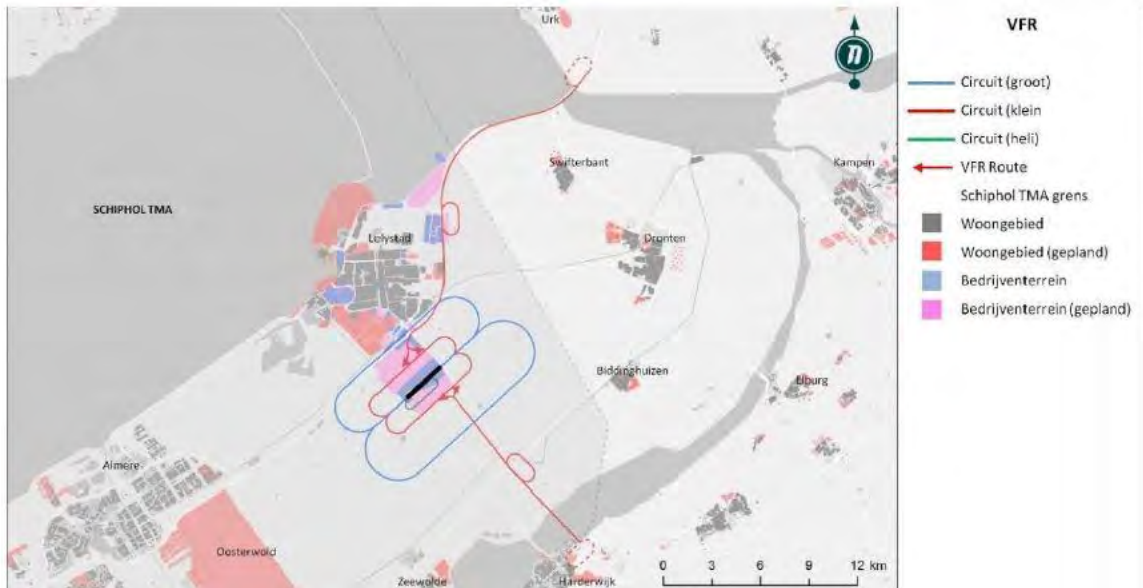 Urk
Swifterbant
Kampen
SCHIPHOL TMA
Lelystad
Dronten
Biddinghuizen
Elburg
Almere
Oosterwold
Zeewolde
Harderwijk
0 3 6 9 12 km
VFR
Circuit (groot)
Circuit (klein
Circuit (heli)
VFR Route
Schiphol TMA grens
Woongebied
Woongebied (gepland)
Bedrijventerrein
Bedrijventerrein (gepland)